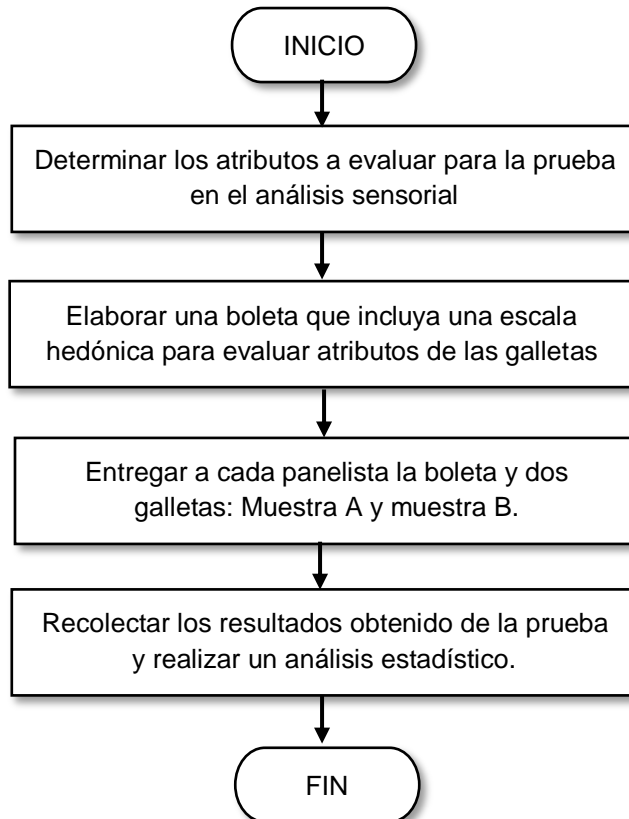 INICIO
Determinar los atributos a evaluar para la prueba
en el análisis sensorial
Elaborar una boleta que incluya una escala
hedónica para evaluar atributos de las galletas
Entregar a cada panelista la boleta y dos
galletas: Muestra A y muestra B.
Recolectar los resultados obtenido de la prueba
y realizar un análisis estadístico.
FIN